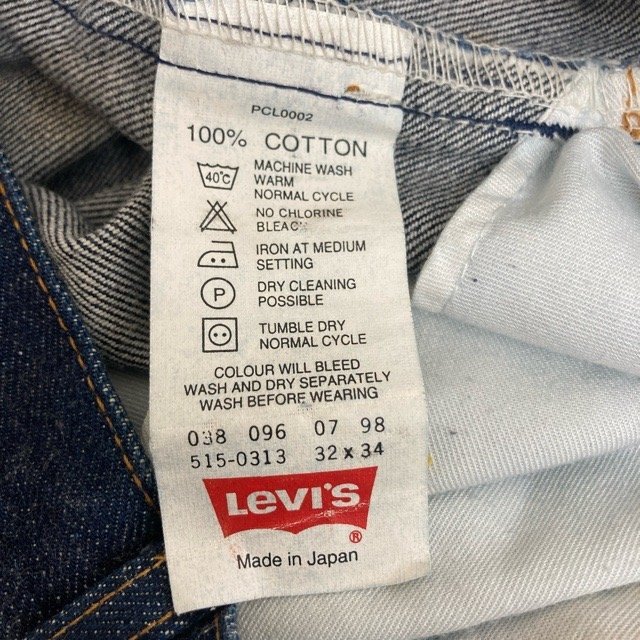 PCL0002
100% COTTON
40°C
MACHINE WASH
WARM
NORMAL CYCLE
NO CHLORINE
BLEACH
IRON AT MEDIUM
SETTING
P
DRY CLEANING
POSSIBLE
TUMBLE DRY
NORMAL CYCLE
COLOUR WILL BLEED
WASH AND DRY SEPARATELY
WASH BEFORE WEARING
038 096 07 98
515-0313 32 x 34
LEVI'S
®
Made in Japan